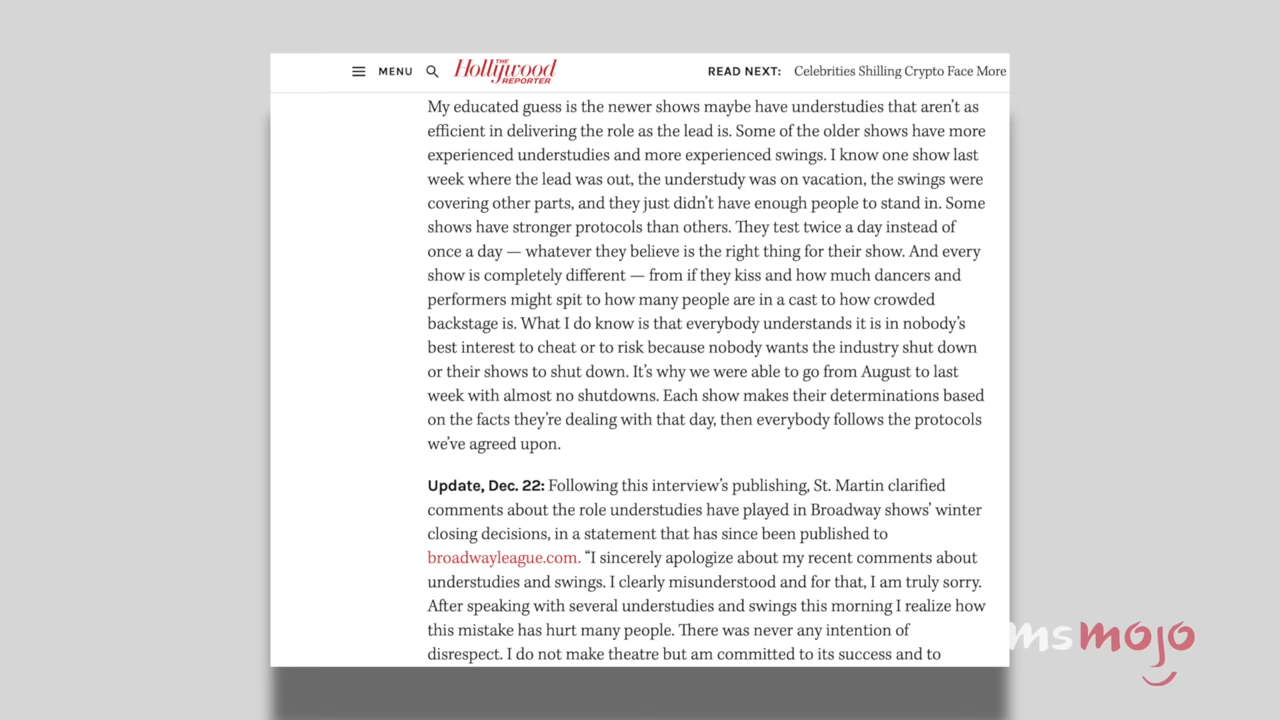 MENU THE Hollywood REPORTER READ NEXT: Celebrities Shilling Crypto Face More
My educated guess is the newer shows maybe have understudies that aren't as
efficient in delivering the role as the lead is. Some of the older shows have more
experienced understudies and more experienced swings. I know one show last
week where the lead was out, the understudy was on vacation, the swings were
covering other parts, and they just didn't have enough people to stand in. Some
shows have stronger protocols than others. They test twice a day instead of
once a day — whatever they believe is the right thing for their show. And every
show is completely different — from if they kiss and how much dancers and
performers might spit to how many people are in a cast to how crowded
backstage is. What I do know is that everybody understands it is in nobody's
best interest to cheat or to risk because nobody wants the industry shut down
or their shows to shut down. It's why we were able to go from August to last
week with almost no shutdowns. Each show makes their determinations based
on the facts they're dealing with that day, then everybody follows the protocols
we've agreed upon.
Update, Dec. 22: Following this interview's publishing, St. Martin clarified
comments about the role understudies have played in Broadway shows' winter
closing decisions, in a statement that has since been published to
broadwayleague.com. "I sincerely apologize about my recent comments about
understudies and swings. I clearly misunderstood and for that, I am truly sorry.
After speaking with several understudies and swings this morning I realize how
this mistake has hurt many people. There was never any intention of
disrespect. I do not make theatre but am committed to its success and to
msmojo